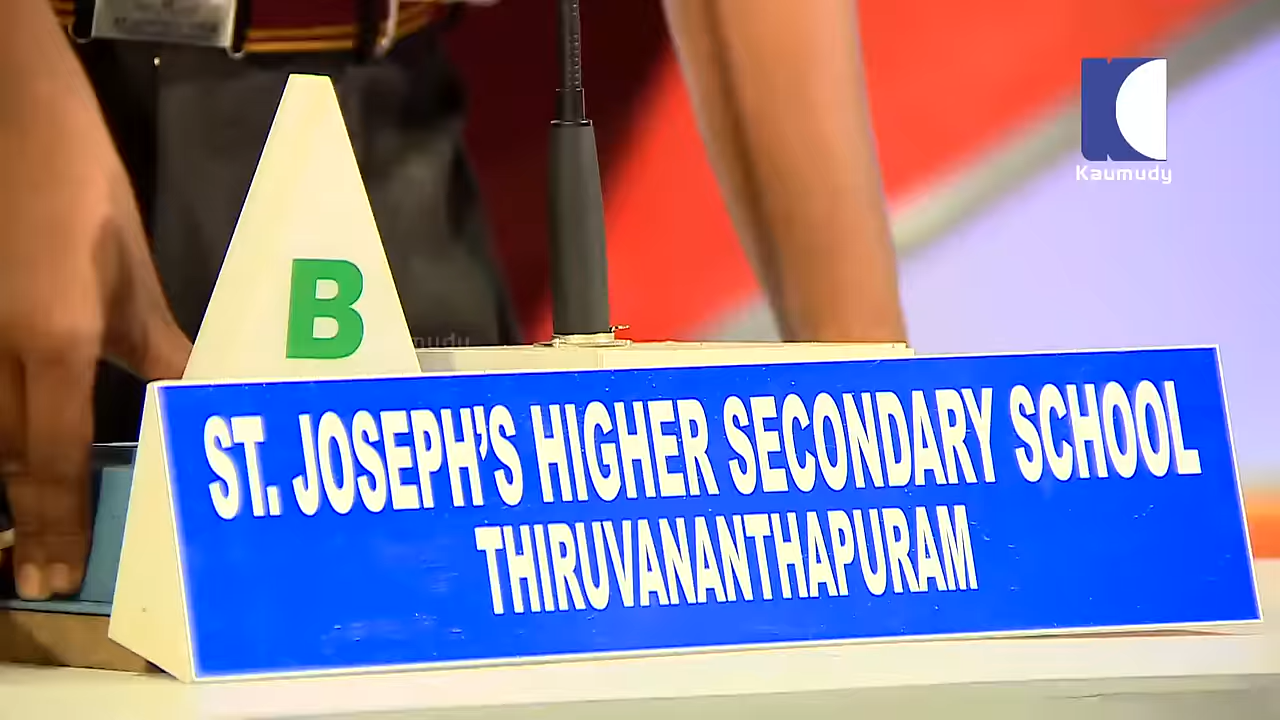 Kaumudy
B
ST. JOSEPH'S HIGHER SECONDARY SCHOOL
THIRUVANANTHAPURAM